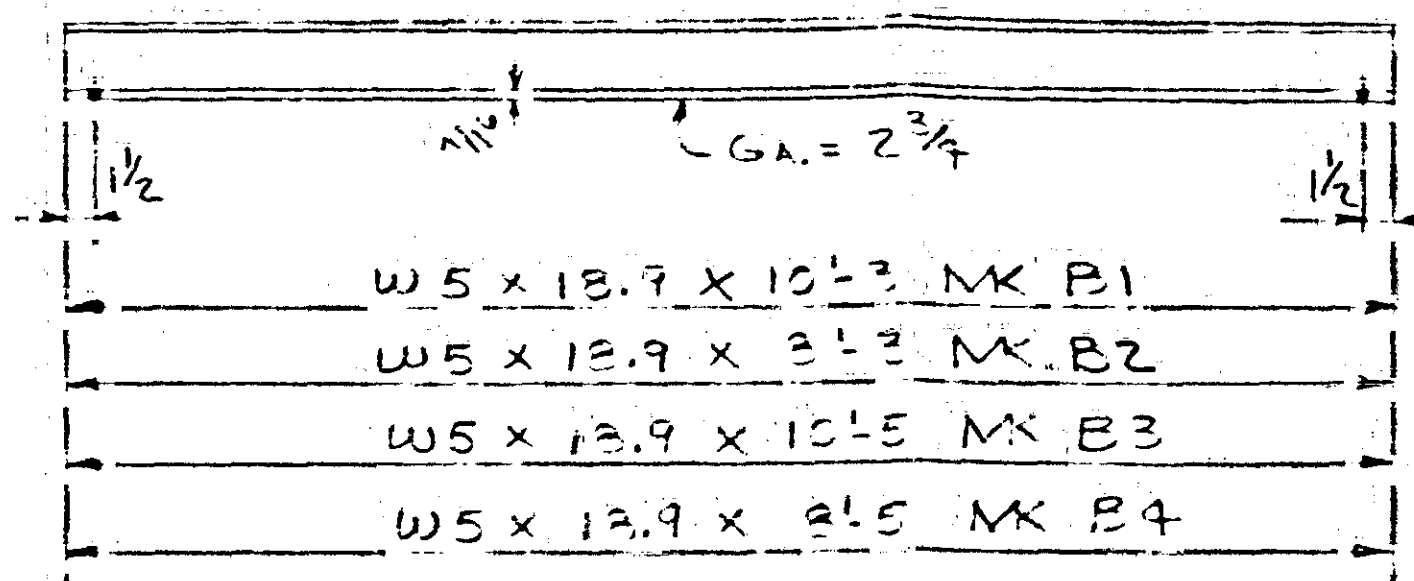 7/16
GA. = 2 3/4
1 1/2
1 1/2
W5 x 18.9 x 10'-3 MK B1
W5 x 18.9 x 8'-3 MK B2
W5 x 18.9 x 10'-5 MK B3
W5 x 18.9 x 8'-5 MK B4